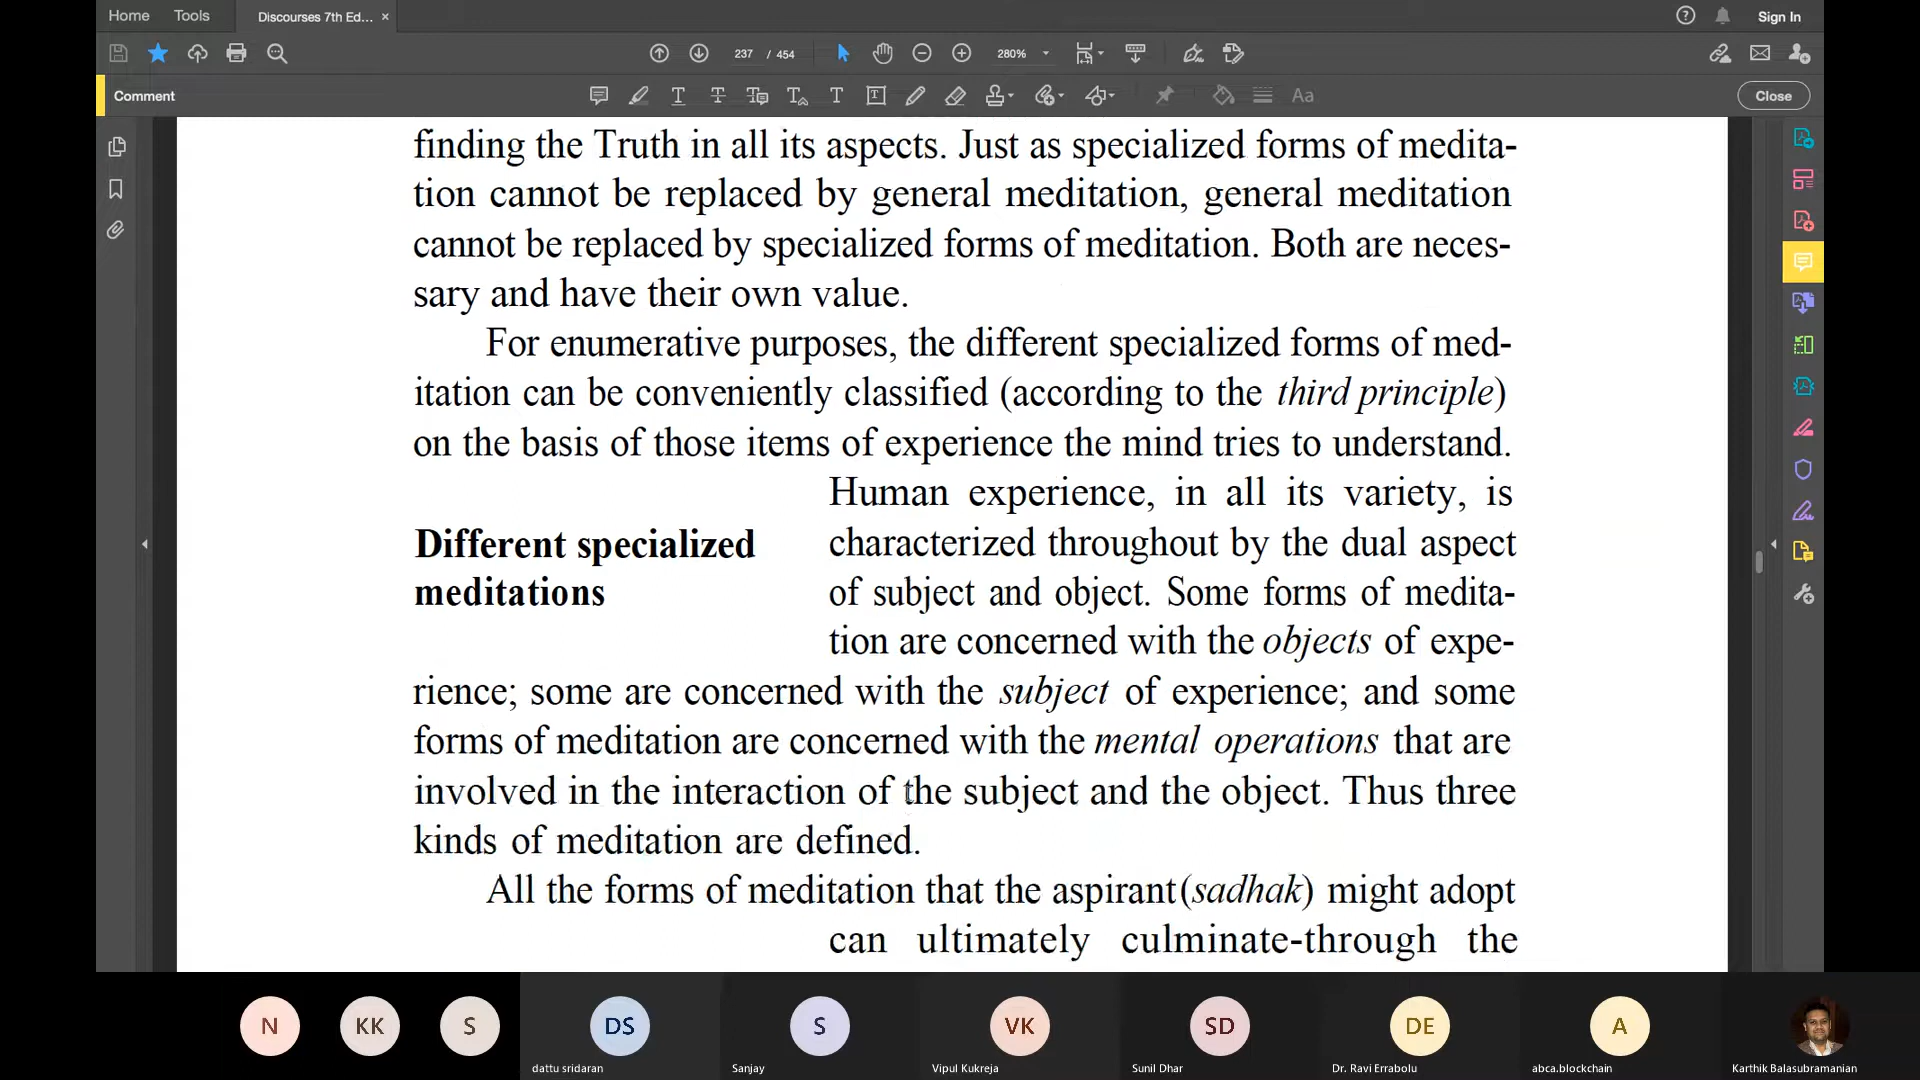 Home Tools Discourses 7th Ed... × Sign In
237 / 454 280%
Comment Close
finding the Truth in all its aspects. Just as specialized forms of medita-
tion cannot be replaced by general meditation, general meditation
cannot be replaced by specialized forms of meditation. Both are neces-
sary and have their own value.
For enumerative purposes, the different specialized forms of med-
itation can be conveniently classified (according to the third principle)
on the basis of those items of experience the mind tries to understand.
Human experience, in all its variety, is
Different specialized
meditations
characterized throughout by the dual aspect
of subject and object. Some forms of medita-
tion are concerned with the objects of expe-
rience; some are concerned with the subject of experience; and some
forms of meditation are concerned with the mental operations that are
involved in the interaction of the subject and the object. Thus three
kinds of meditation are defined.
All the forms of meditation that the aspirant(sadhak) might adopt
can ultimately culminate-through the
N KK S DS S VK SD DE A
dattu sridaran Sanjay Vipul Kukreja Sunil Dhar Dr. Ravi Errabolu abca.blockchain Karthik Balasubramanian